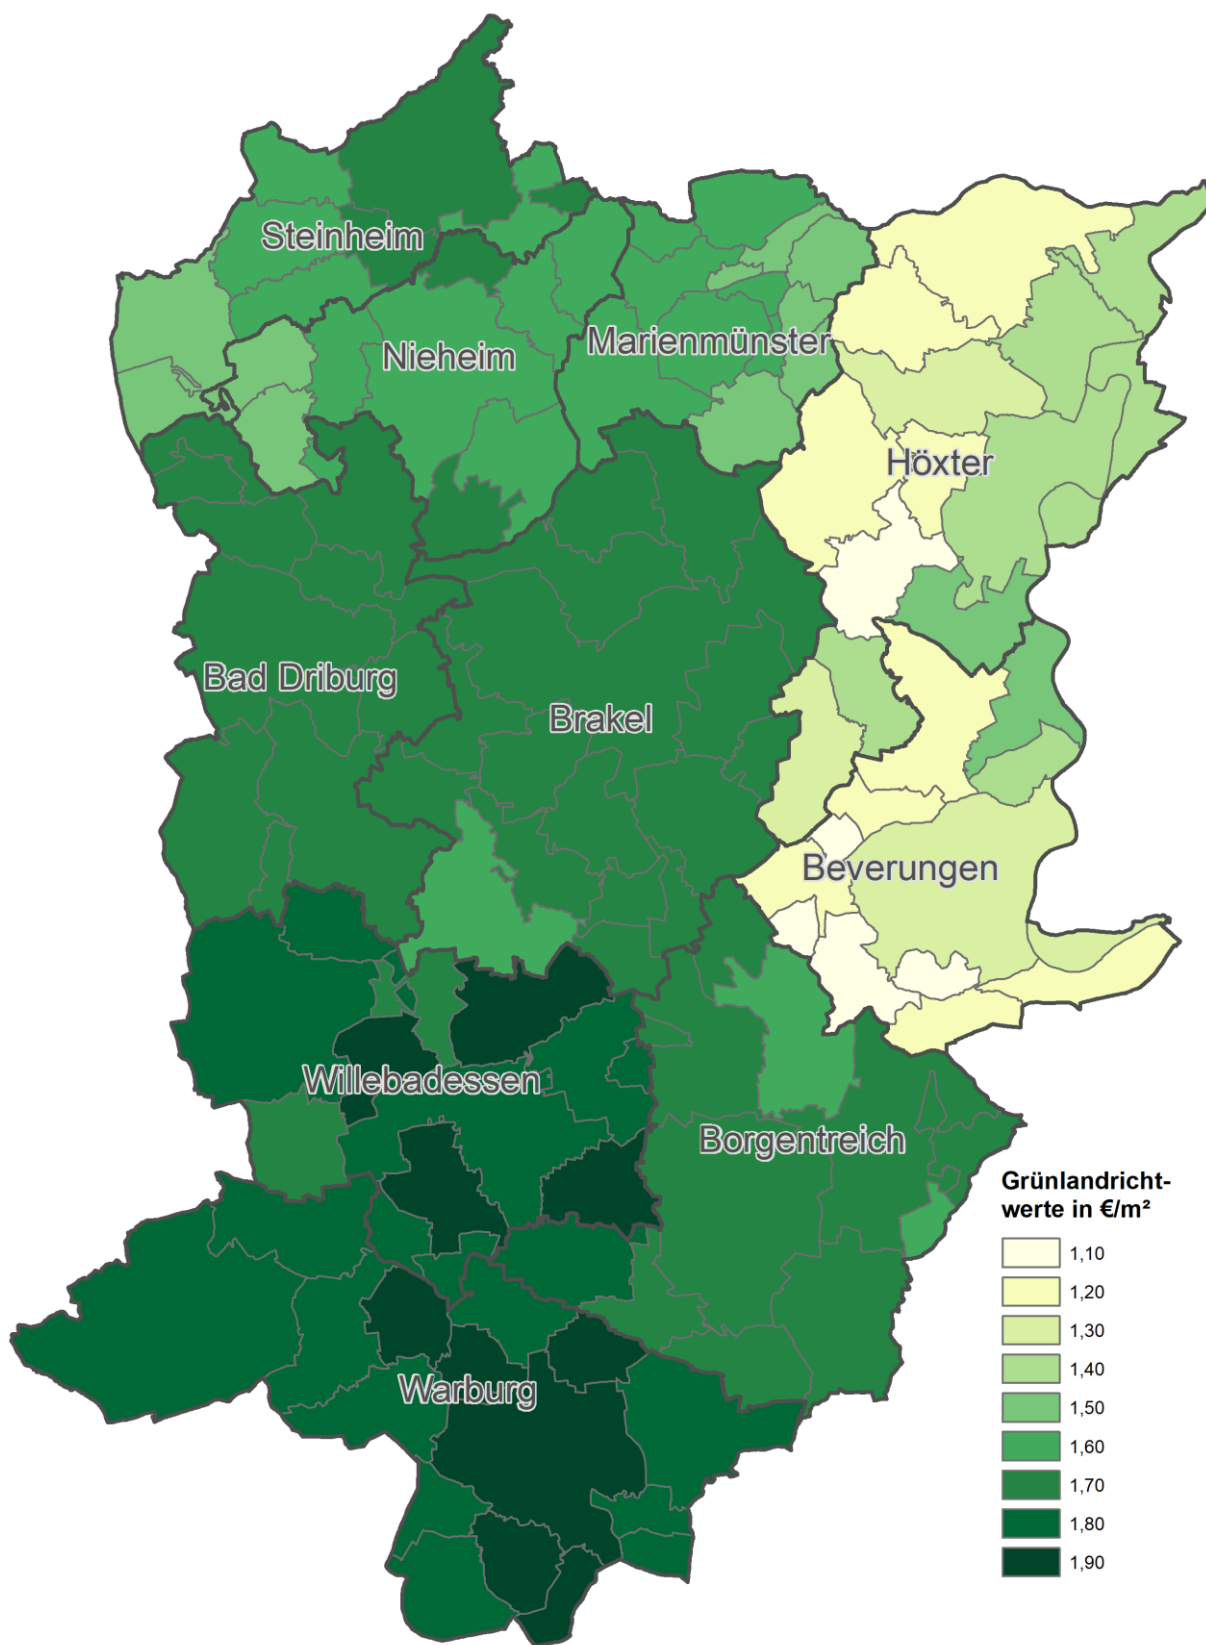 Steinheim
Nieheim
Marienmünster
Höxter
Bad Driburg
Brakel
Beverungen
Willebadessen
Borgentreich
Warburg
Grünlandricht-
werte in €/m²
1,10
1,20
1,30
1,40
1,50
1,60
1,70
1,80
1,90